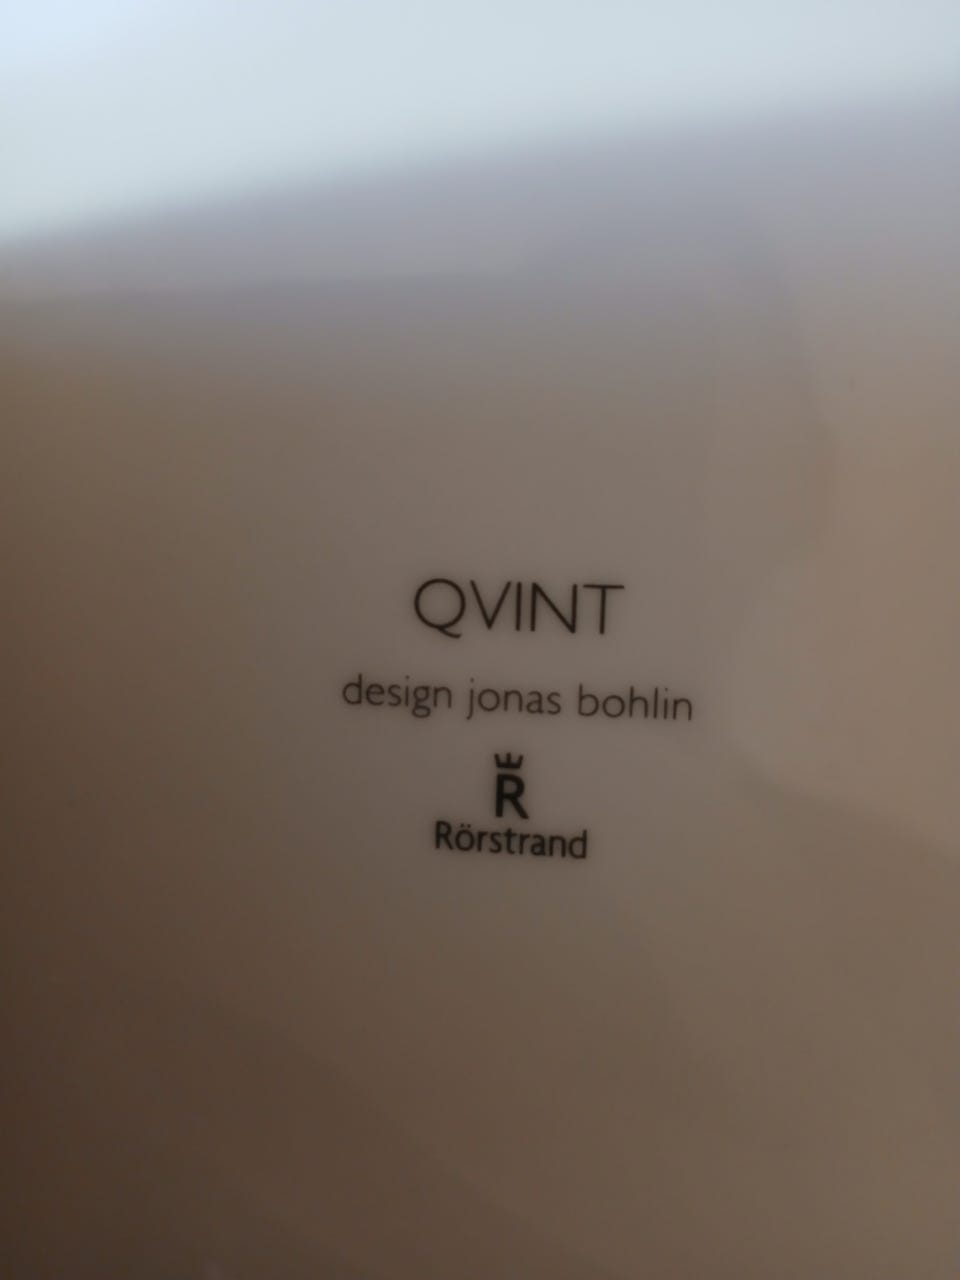 QVINT
design jonas bohlin
R
Rörstrand